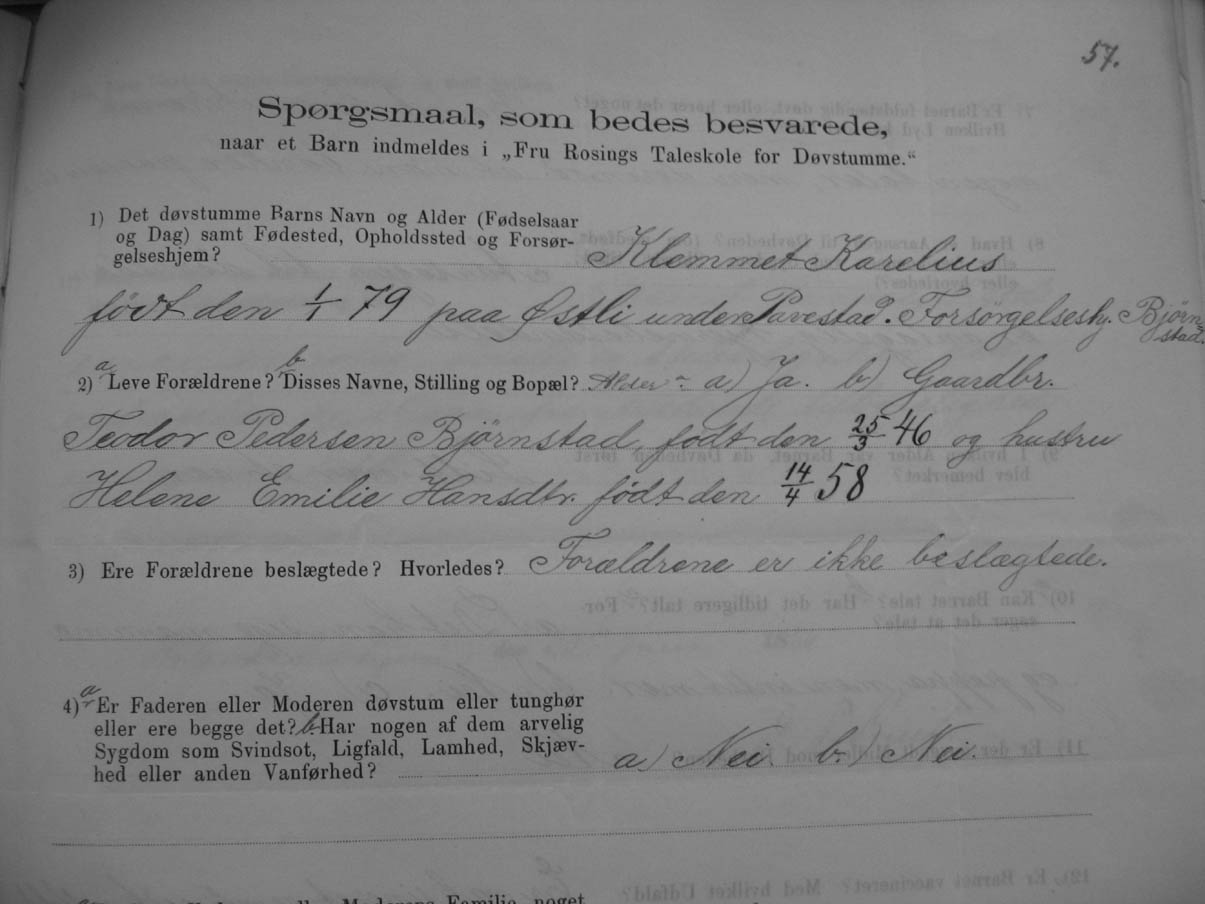 57.
Spørgsmaal, som bedes besvarede,
naar et Barn indmeldes i „Fru Rosings Taleskole for Døvstumme.“
1) Det døvstumme Barns Navn og Alder (Fødselsaar
og Dag) samt Fødested, Opholdssted og Forsør-
gelseshjem? Klemmet Karelius
født den 1/1 79 paa Østli under Pavestad. Forsørgelseshj. Bjørn-
stad.
2) a Leve Forældrene? b Disses Navne, Stilling og Bopæl? Alder - a) Ja. b) Gaardbr.
Teodor Pedersen Bjørnstad, født den 25/3 46 og hustru
Helene Emilie Hansdtr. født den 14/4 58
3) Ere Forældrene beslægtede? Hvorledes? Forældrene er ikke beslægtede.
4) a Er Faderen eller Moderen døvstum eller tunghør
eller ere begge det? b Har nogen af dem arvelig
Sygdom som Svindsot, Ligfald, Lamhed, Skjæv-
hed eller anden Vanførhed? a) Nei. b.) Nei.